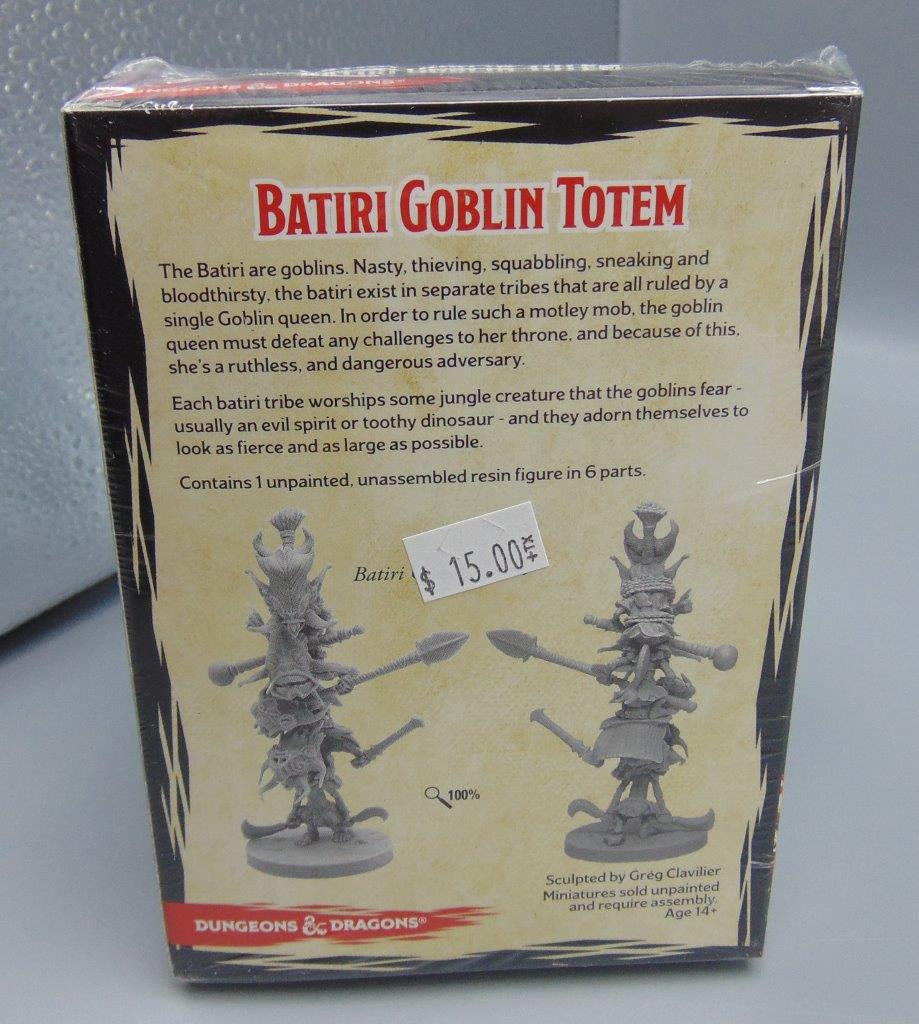 DUNGEONS & DRAGONS®
BATIRI GOBLIN TOTEM
The Batiri are goblins. Nasty, thieving, squabbling, sneaking and
bloodthirsty, the batiri exist in separate tribes that are all ruled by a
single Goblin queen. In order to rule such a motley mob, the goblin
queen must defeat any challenges to her throne, and because of this,
she's a ruthless, and dangerous adversary.
Each batiri tribe worships some jungle creature that the goblins fear -
usually an evil spirit or toothy dinosaur - and they adorn themselves to
look as fierce and as large as possible.
Contains 1 unpainted, unassembled resin figure in 6 parts.
$ 15.00
Batiri
100%
Sculpted by Grég Clavilier
Miniatures sold unpainted
and require assembly.
Age 14+
DUNGEONS & DRAGONS®